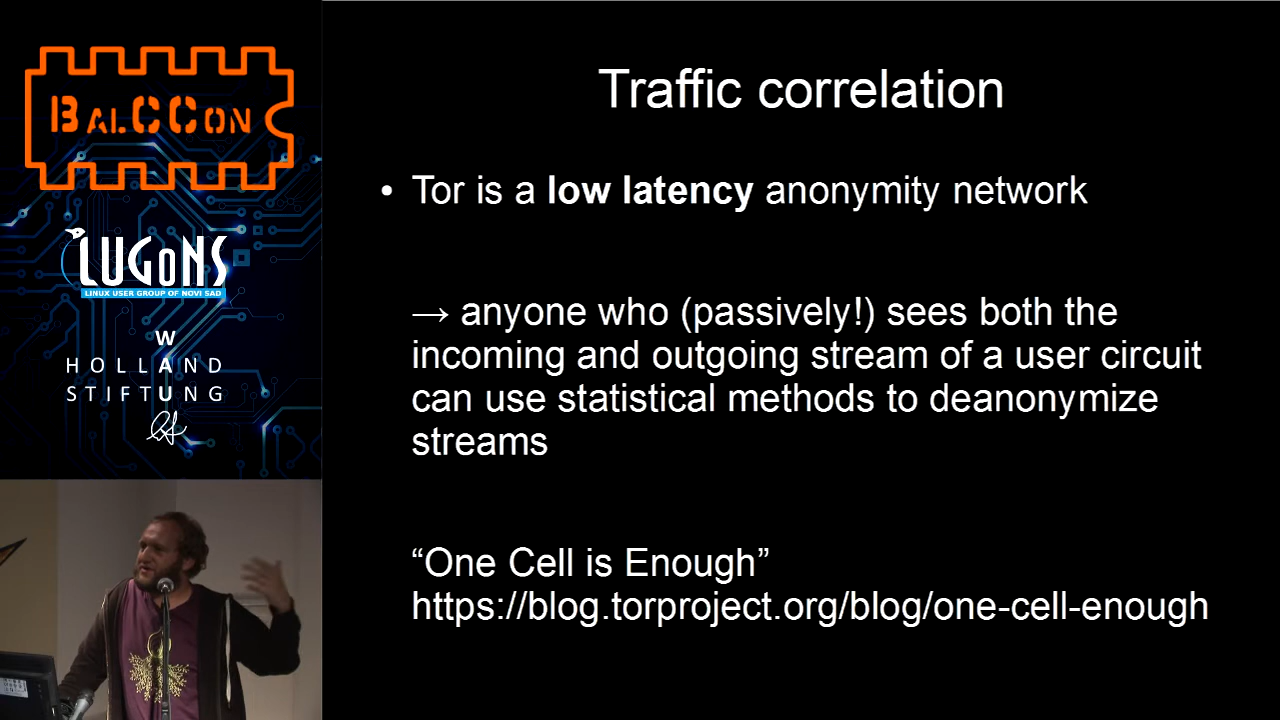 BALCCON
LUGONS
LINUX USER GROUP OF NOVI SAD
W
HOLLAND
STIFTUNG
Traffic correlation
• Tor is a low latency anonymity network
→ anyone who (passively!) sees both the
incoming and outgoing stream of a user circuit
can use statistical methods to deanonymize
streams
“One Cell is Enough”
https://blog.torproject.org/blog/one-cell-enough